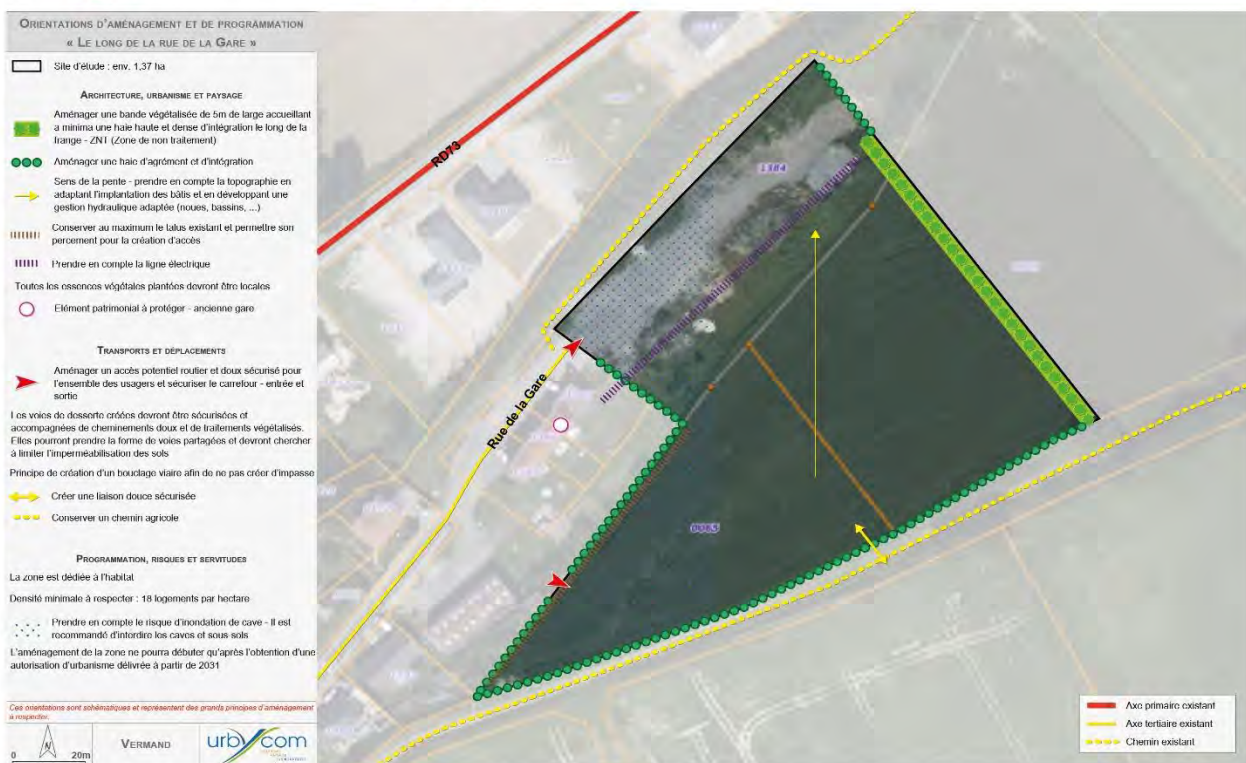 ORIENTATIONS D'AMÉNAGEMENT ET DE PROGRAMMATION
« LE LONG DE LA RUE DE LA GARE »
Site d'étude : env. 1,37 ha
ARCHITECTURE, URBANISME ET PAYSAGE
Aménager une bande végétalisée de 5m de large accueillant
a minima une haie haute et dense d'intégration le long de la
frange - ZNT (Zone de non traitement)
Aménager une haie d'agrément et d'intégration
Sens de la pente - prendre en compte la topographie en
adaptant l'implantation des bâtis et en développant une
gestion hydraulique adaptée (noues, bassins, ...)
Conserver au maximum le talus existant et permettre son
percement pour la création d'accès
Prendre en compte la ligne électrique
Toutes les essences végétales plantées devront être locales
Elément patrimonial à protéger - ancienne gare
TRANSPORTS ET DÉPLACEMENTS
Aménager un accès potentiel routier et doux sécurisé pour
l'ensemble des usagers et sécuriser le carrefour - entrée et
sortie
Les voies de desserte créées devront être sécurisées et
accompagnées de cheminements doux et de traitements végétalisés.
Elles pourront prendre la forme de voies partagées et devront chercher
à limiter l'imperméabilisation des sols
Principe de création d'un bouclage viaire afin de ne pas créer d'impasse
Créer une liaison douce sécurisée
Conserver un chemin agricole
PROGRAMMATION, RISQUES ET SERVITUDES
La zone est dédiée à l'habitat
Densité minimale à respecter : 18 logements par hectare
Prendre en compte le risque d'inondation de cave - Il est
recommandé d'interdire les caves et sous sols
L'aménagement de la zone ne pourra débuter qu'après l'obtention d'une
autorisation d'urbanisme délivrée à partir de 2031
Ces orientations sont schématiques et représentent des grands principes d'aménagement
à respecter.
0 N 20m
VERMAND
urbycom
RD73
1384
Rue de la Gare
0065
Axe primaire existant
Axe tertiaire existant
Chemin existant